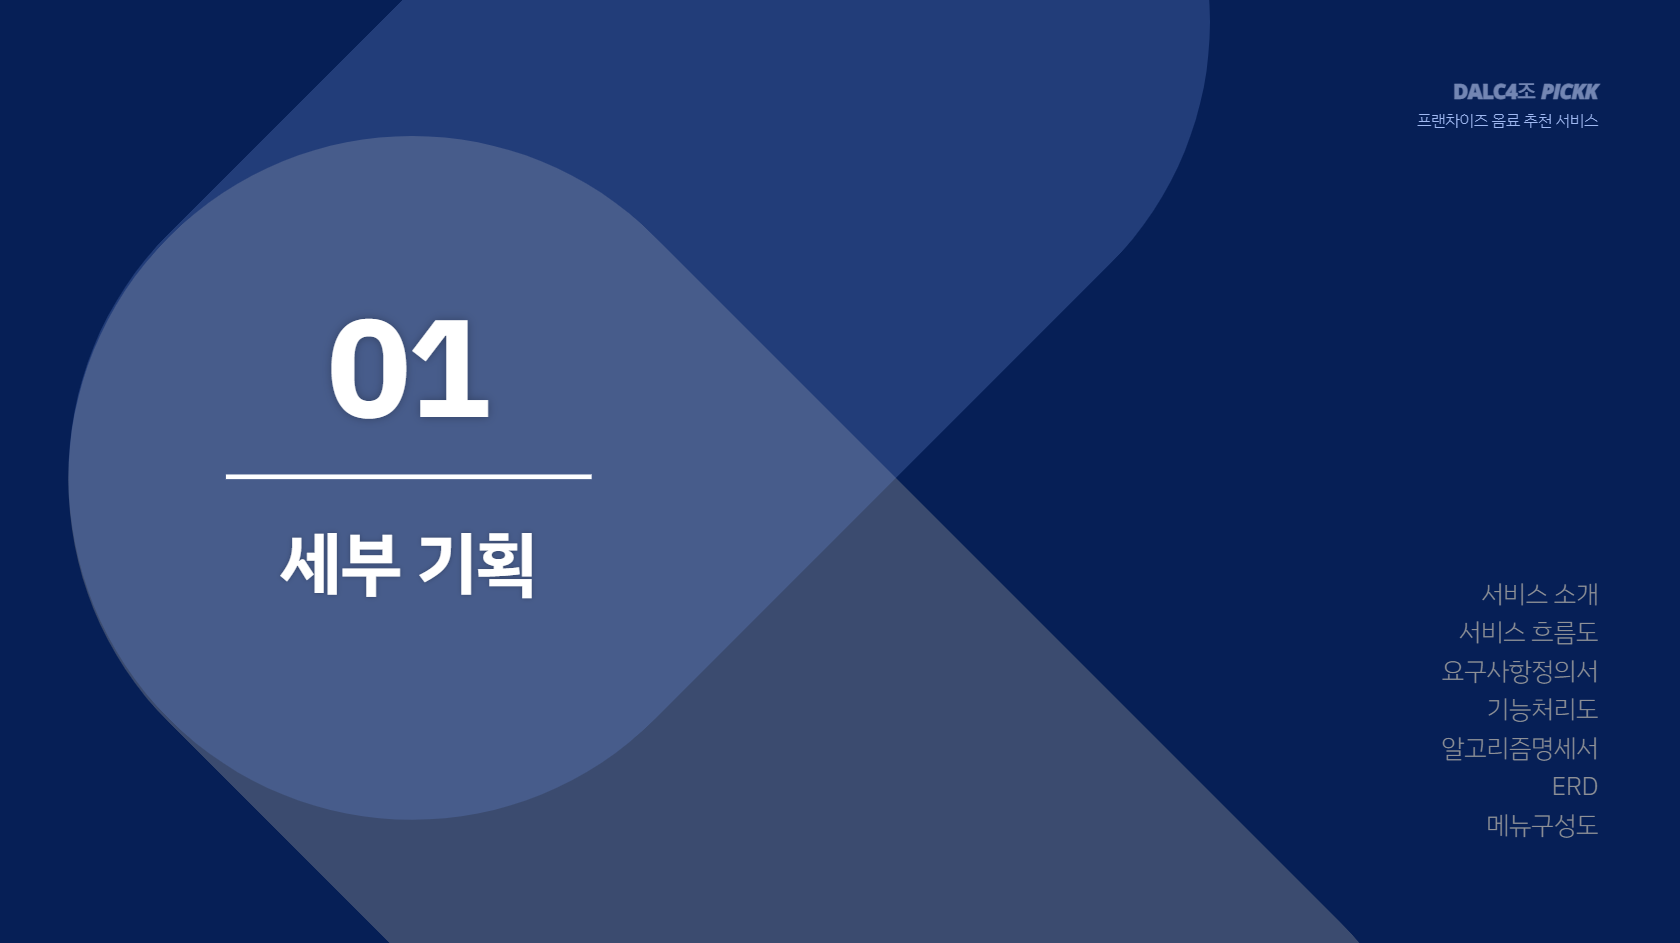 DALC4조 PICKK
프랜차이즈 음료 추천 서비스
01
세부 기획
서비스 소개
서비스 흐름도
요구사항정의서
기능처리도
알고리즘명세서
ERD
메뉴구성도